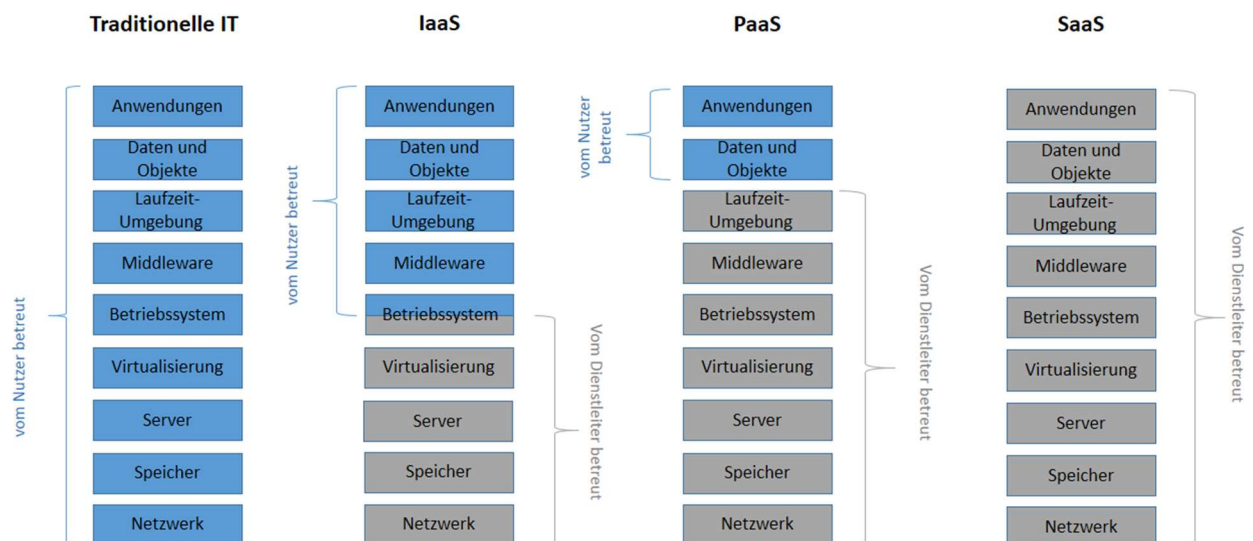 Traditionelle IT
IaaS
PaaS
SaaS
vom Nutzer betreut
Anwendungen
Daten und
Objekte
Laufzeit-
Umgebung
Middleware
Betriebssystem
Virtualisierung
Server
Speicher
Netzwerk
vom Nutzer betreut
Anwendungen
Daten und
Objekte
Laufzeit-
Umgebung
Middleware
Betriebssystem
Virtualisierung
Server
Speicher
Netzwerk
Vom Dienstleiter betreut
vom Nutzer
betreut
Anwendungen
Daten und
Objekte
Laufzeit-
Umgebung
Middleware
Betriebssystem
Virtualisierung
Server
Speicher
Netzwerk
Vom Dienstleiter betreut
Anwendungen
Daten und
Objekte
Laufzeit-
Umgebung
Middleware
Betriebssystem
Virtualisierung
Server
Speicher
Netzwerk
Vom Dienstleiter betreut